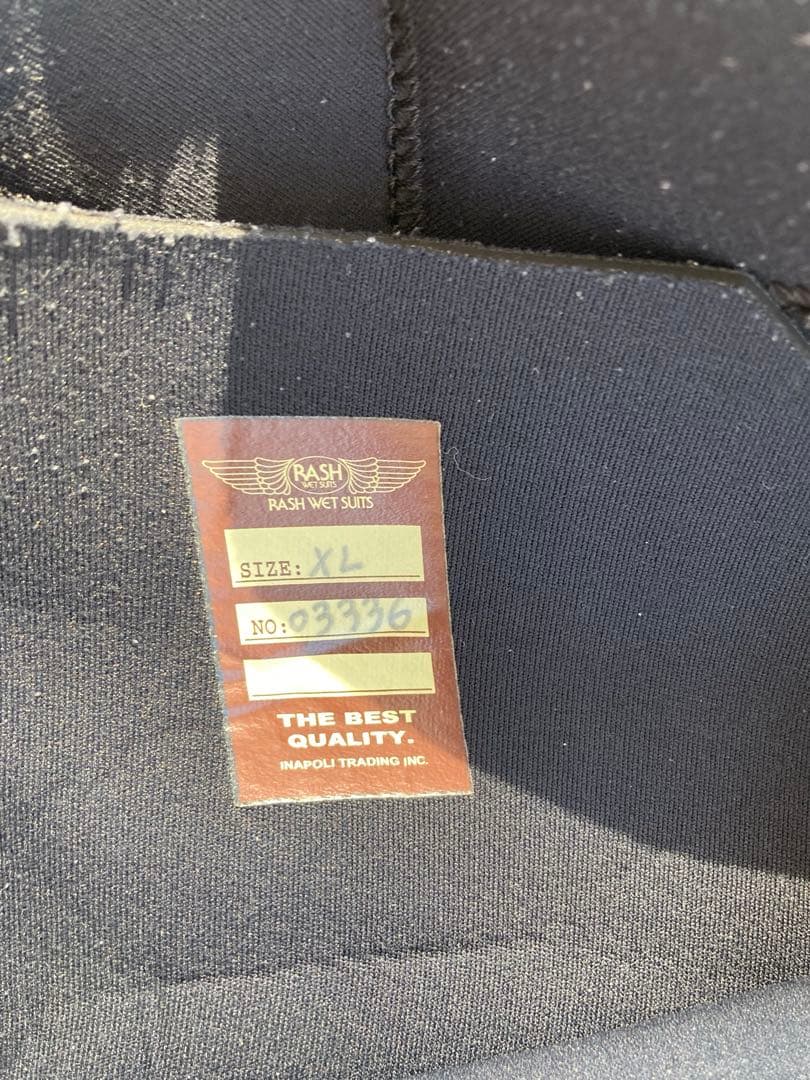 RASH
WET SUITS
RASH WET SUITS
SIZE: XL
NO: 03336
THE BEST
QUALITY.
INAPOLI TRADING INC.